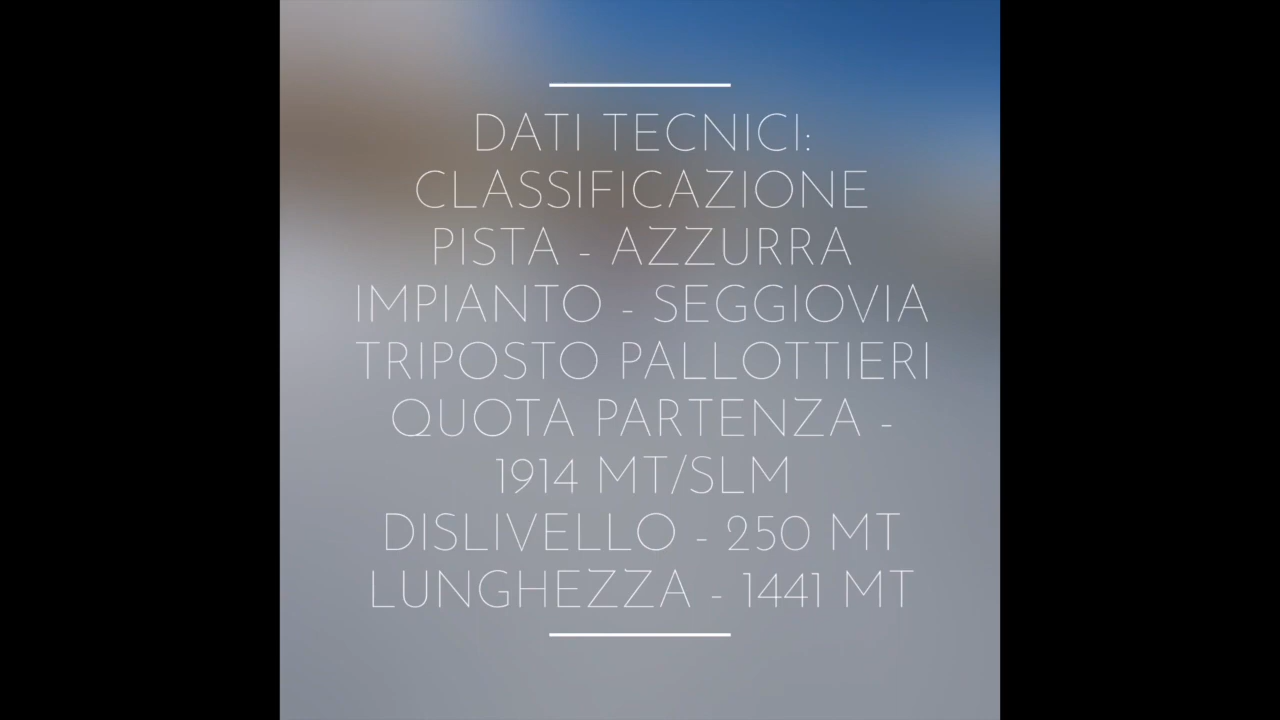 DATI TECNICI:
CLASSIFICAZIONE
PISTA - AZZURRA
IMPIANTO - SEGGIOVIA
TRIPOSTO PALLOTTIERI
QUOTA PARTENZA -
1914 MT/SLM
DISLIVELLO - 250 MT
LUNGHEZZA - 1441 MT